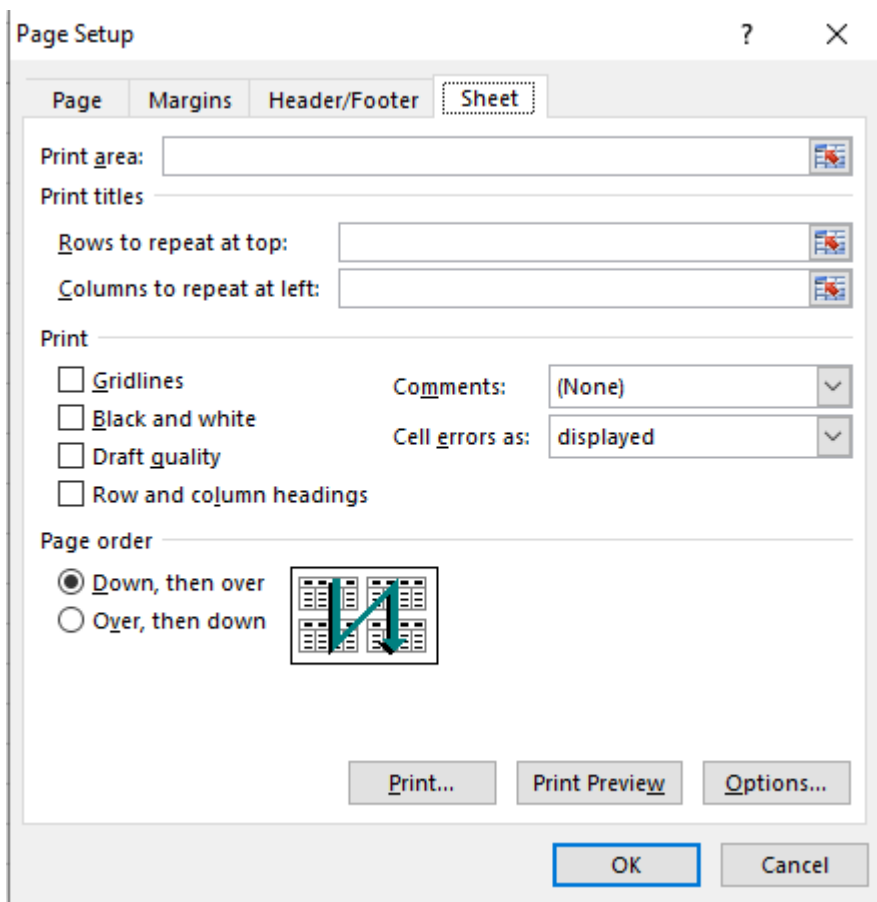 Page Setup ?
Page Margins Header/Footer Sheet
Print area:
Print titles
Rows to repeat at top:
Columns to repeat at left:
Print
Gridlines
Comments: (None)
Black and white
Cell errors as: displayed
Draft quality
Row and column headings
Page order
Down, then over
Over, then down
Print... Print Preview Options...
OK Cancel